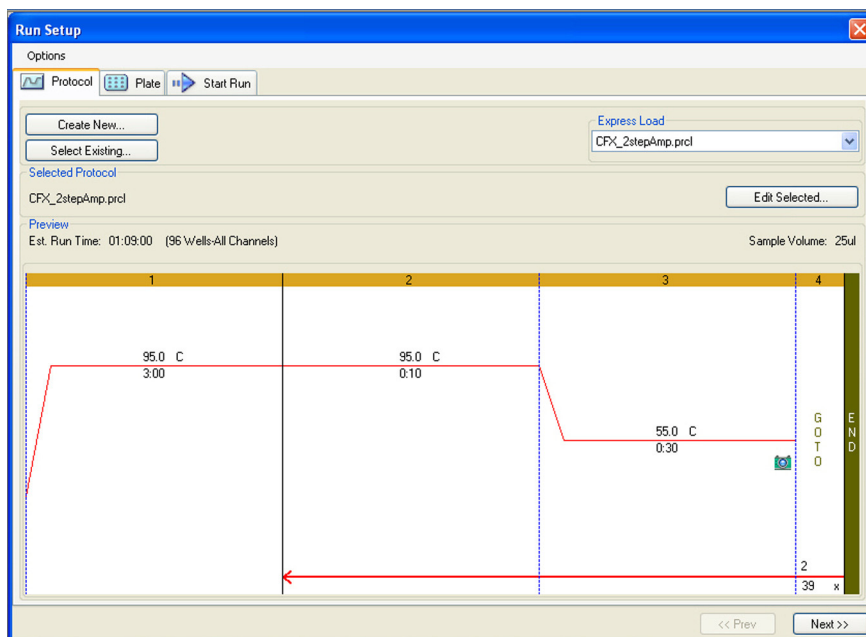 Run Setup
Options
Protocol Plate Start Run
Create New...
Select Existing...
Express Load
CFX_2stepAmp.prcl
Selected Protocol
CFX_2stepAmp.prcl
Edit Selected...
Preview
Est. Run Time: 01:09:00 (96 Wells-All Channels) Sample Volume: 25ul
1 2 3 4
95.0 C 95.0 C
3:00 0:10
55.0 C
0:30
GOTO
END
2
39 x
<< Prev Next >>